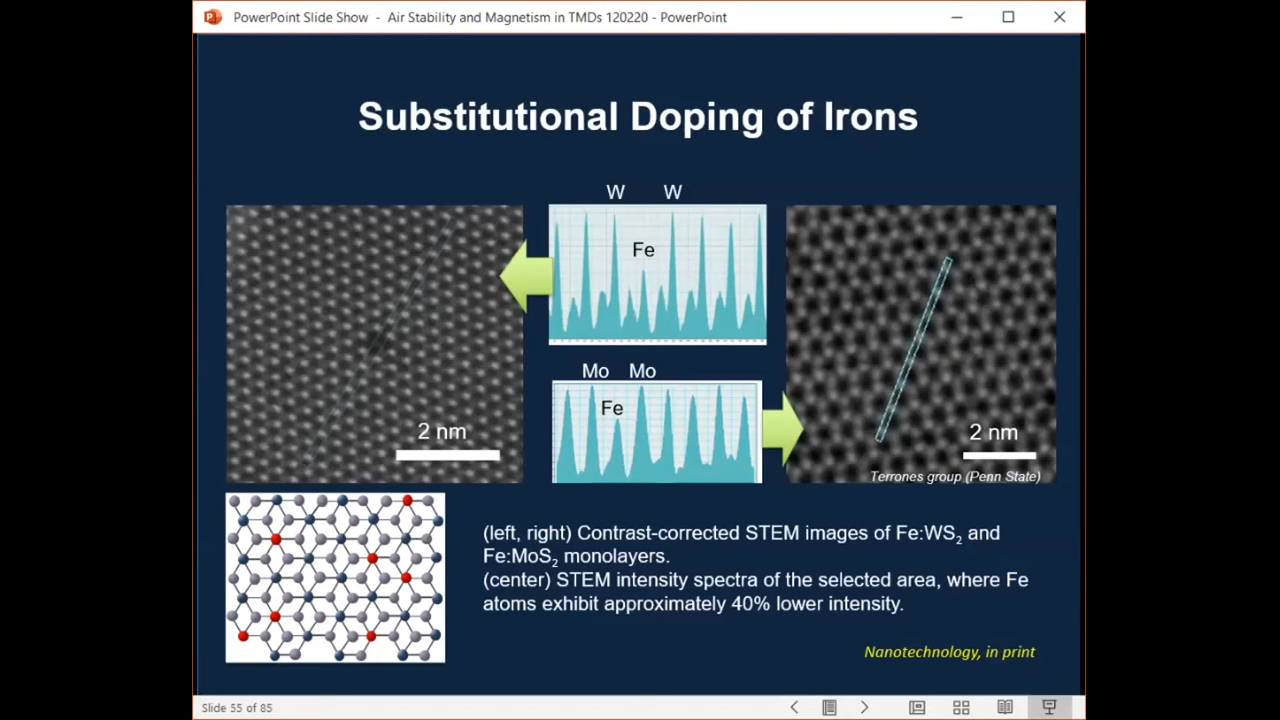 PowerPoint Slide Show - Air Stability and Magnetism in TMDs 120220 - PowerPoint
Substitutional Doping of Irons
W W
Fe
Mo Mo
Fe
2 nm
2 nm
Terrones group (Penn State)
(left, right) Contrast-corrected STEM images of Fe:WS₂ and
Fe:MoS₂ monolayers.
(center) STEM intensity spectra of the selected area, where Fe
atoms exhibit approximately 40% lower intensity.
Nanotechnology, in print
Slide 55 of 85